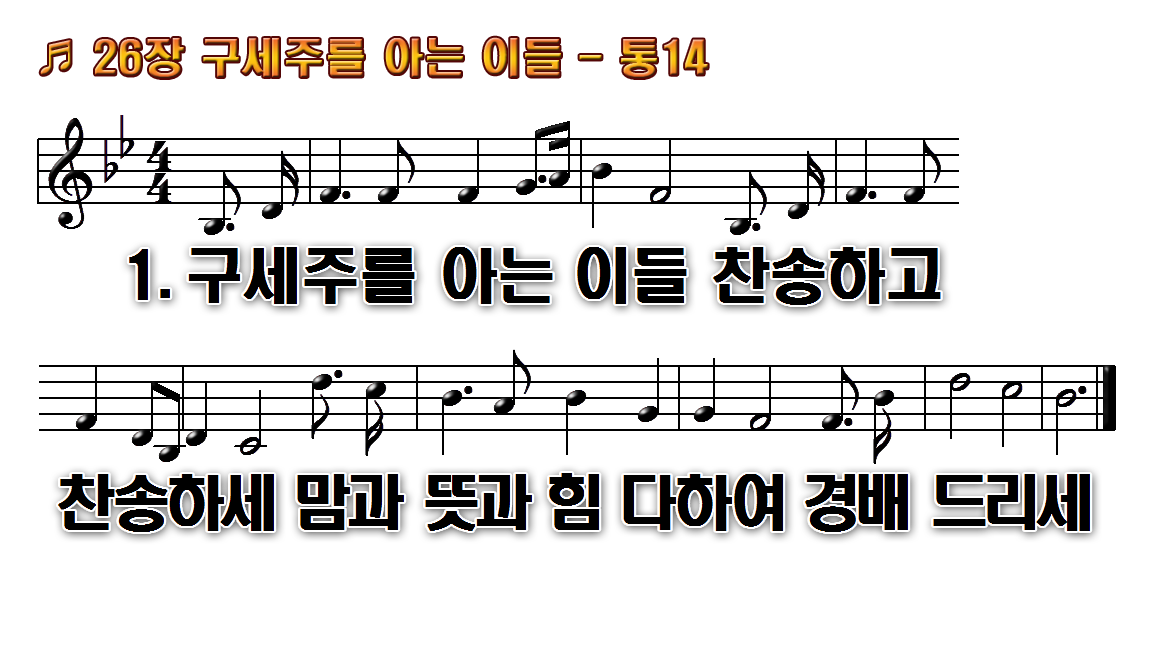 ♬ 26장 구세주를 아는 이들 - 통14
1. 구세주를 아는 이들 찬송하고
찬송하세 맘과 뜻과 힘 다하여 경배 드리세